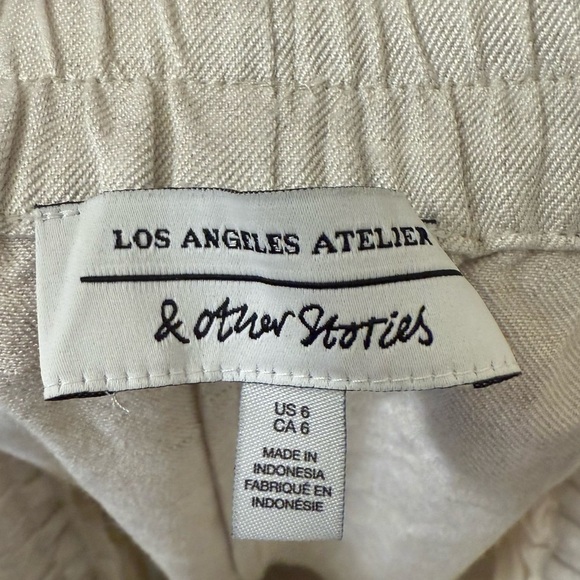 LOS ANGELES ATELIER
& other Stories
US 6
CA 6
MADE IN
INDONESIA
FABRIQUÉ EN
INDONÉSIE